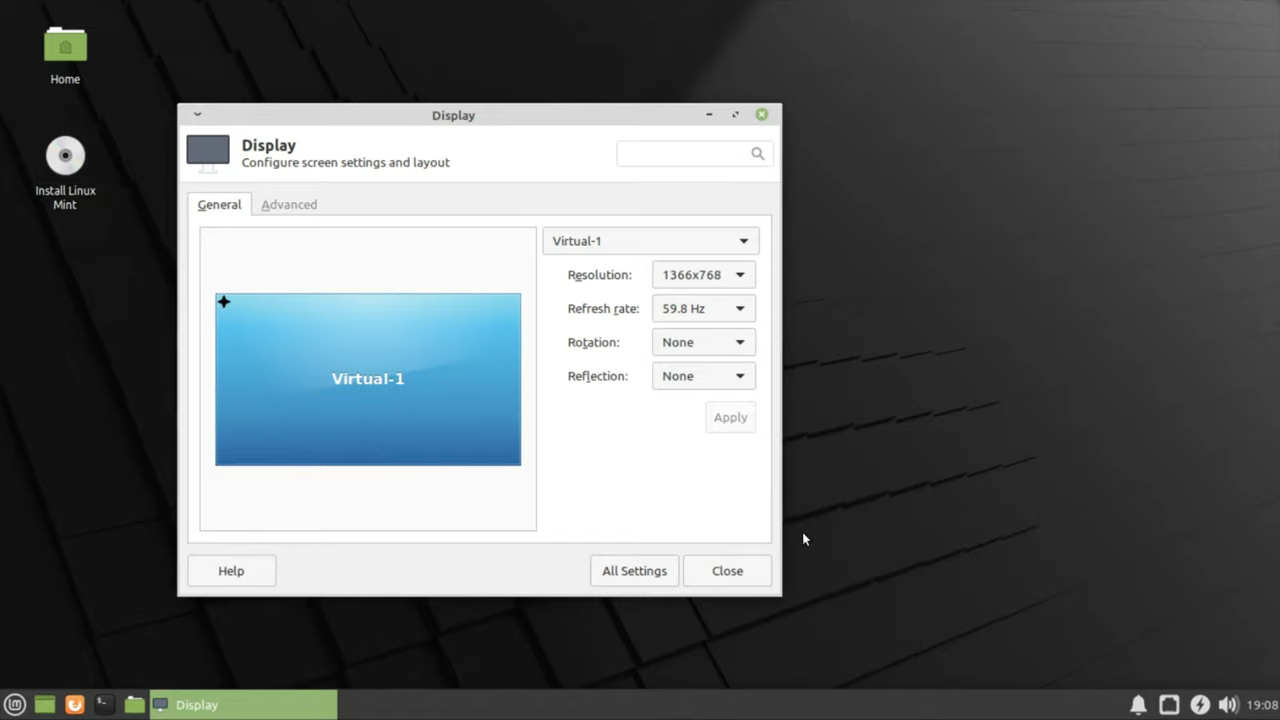 Home
Install Linux
Mint
Display
Display
Configure screen settings and layout
General
Advanced
Virtual-1
Virtual-1
Resolution:
1366x768
Refresh rate:
59.8 Hz
Rotation:
None
Reflection:
None
Apply
Help
All Settings
Close
Display
19:08